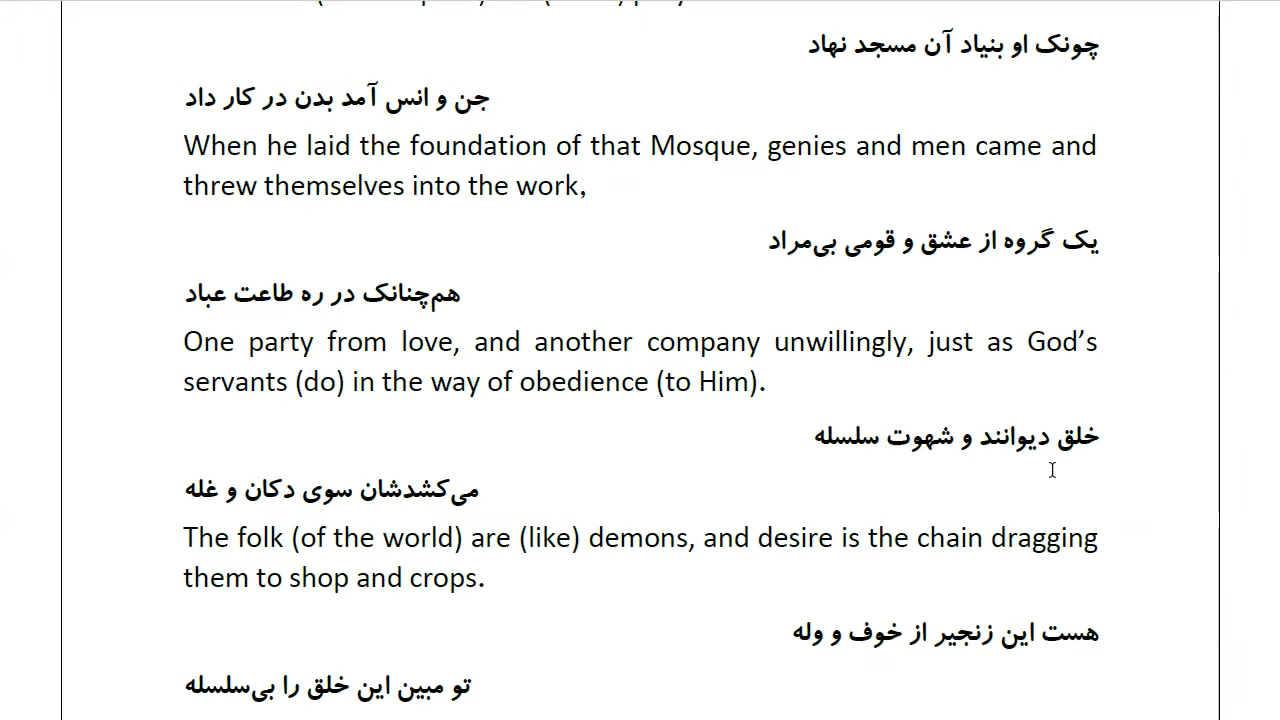 چونک او بنیاد آن مسجد نهاد
جن و انس آمد بدن در کار داد
When he laid the foundation of that Mosque, genies and men came and
threw themselves into the work,
یک گروه از عشق و قومی بی‌مراد
هم‌چنانک در ره طاعت عباد
One party from love, and another company unwillingly, just as God’s
servants (do) in the way of obedience (to Him).
خلق دیوانند و شهوت سلسله
می‌کشدشان سوی دکان و غله
The folk (of the world) are (like) demons, and desire is the chain dragging
them to shop and crops.
هست این زنجیر از خوف و وله
تو مبین این خلق را بی‌سلسله